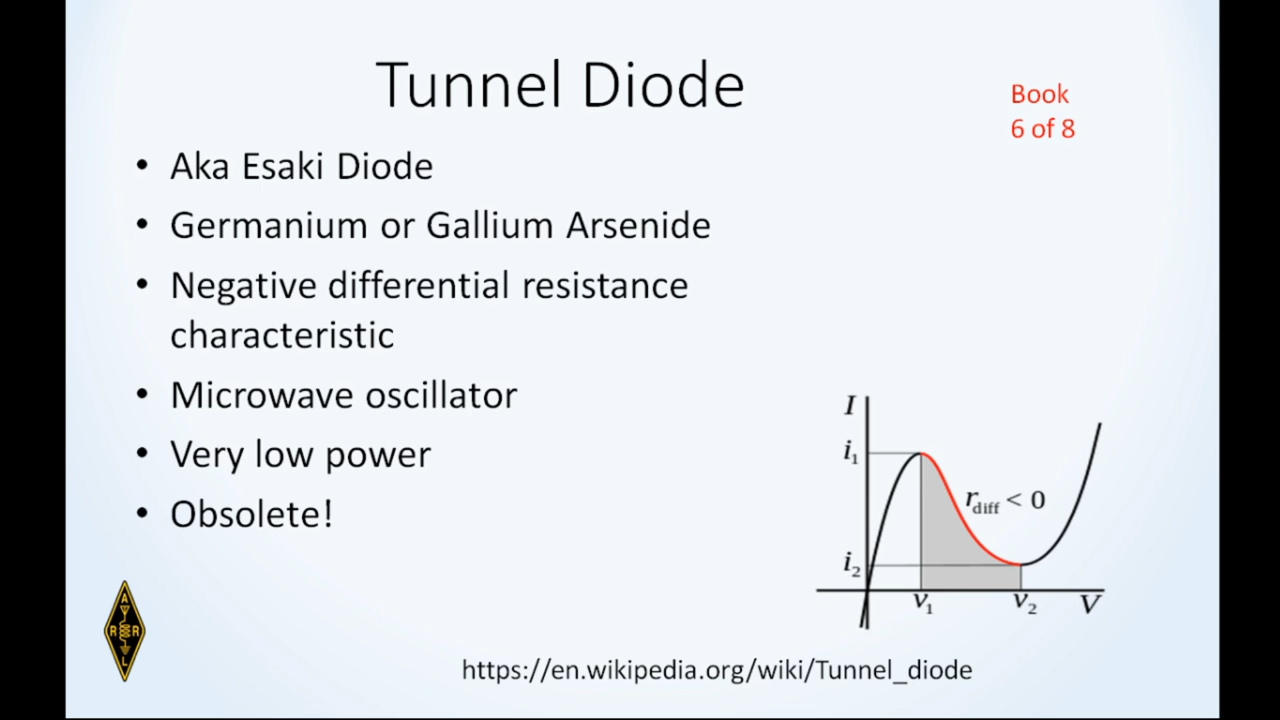 Tunnel Diode
Book
6 of 8
• Aka Esaki Diode
• Germanium or Gallium Arsenide
• Negative differential resistance
characteristic
• Microwave oscillator
• Very low power
• Obsolete!
I
i₁
r_diff < 0
i₂
v₁
v₂
V
A
R R
L
https://en.wikipedia.org/wiki/Tunnel_diode